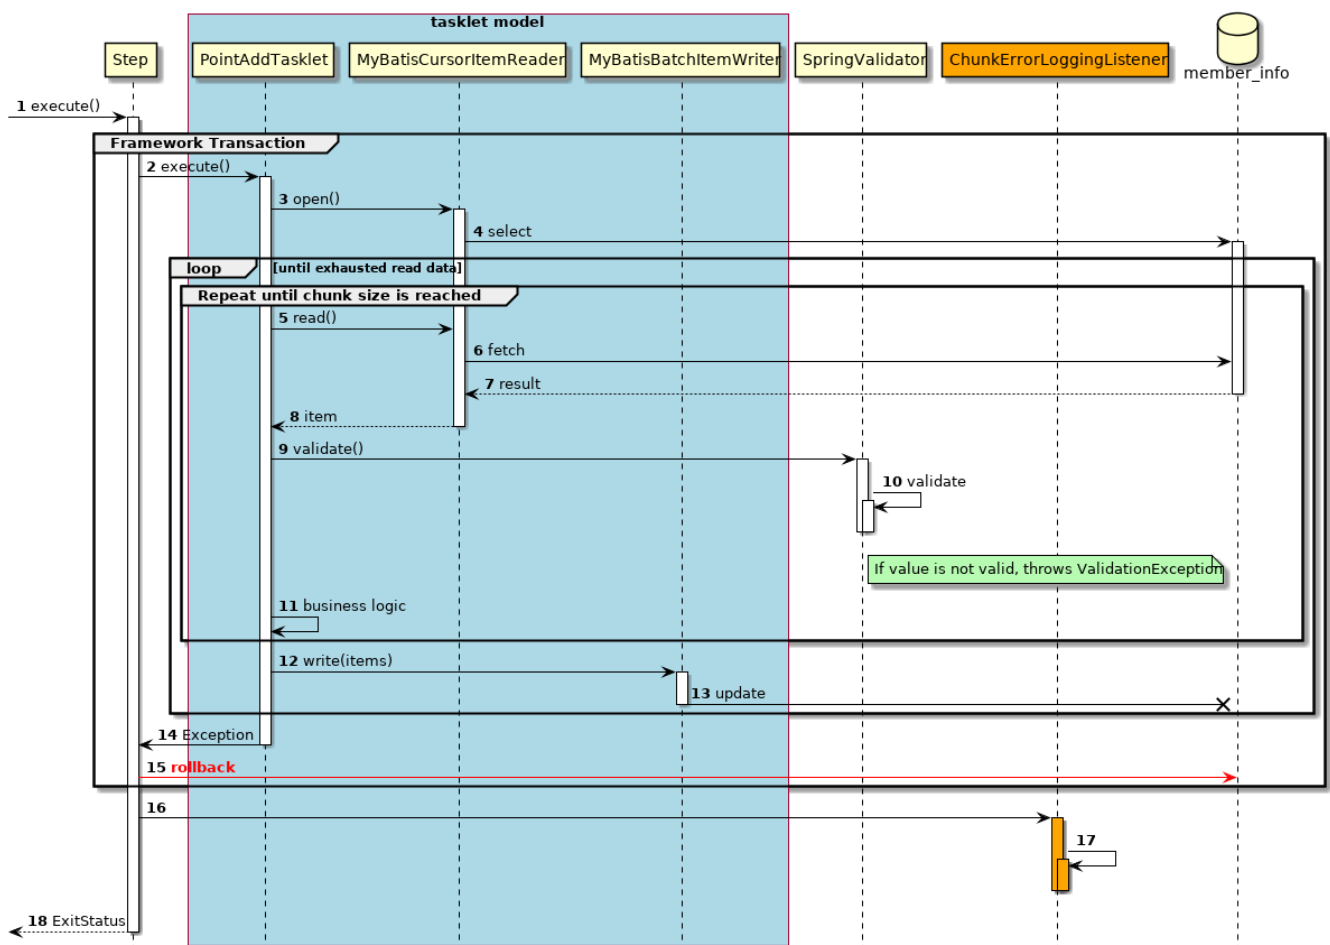 tasklet model
Step
PointAddTasklet
MyBatisCursorItemReader
MyBatisBatchItemWriter
SpringValidator
ChunkErrorLoggingListener
member_info
1 execute()
Framework Transaction
2 execute()
3 open()
4 select
loop
[until exhausted read data]
Repeat until chunk size is reached
5 read()
6 fetch
7 result
8 item
9 validate()
10 validate
If value is not valid, throws ValidationException
11 business logic
12 write(items)
13 update
14 Exception
15 rollback
16
17
18 ExitStatus